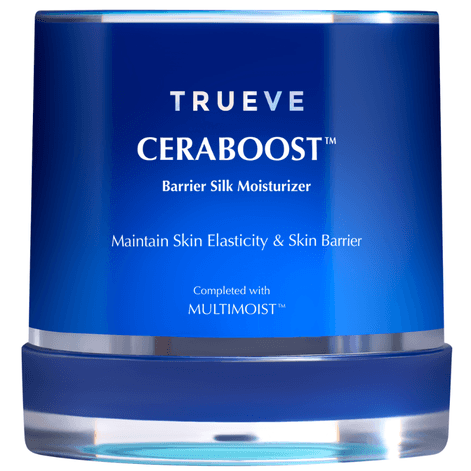 TRUEVE
CERABOOST™
Barrier Silk Moisturizer
Maintain Skin Elasticity & Skin Barrier
Completed with
MULTIMOIST™